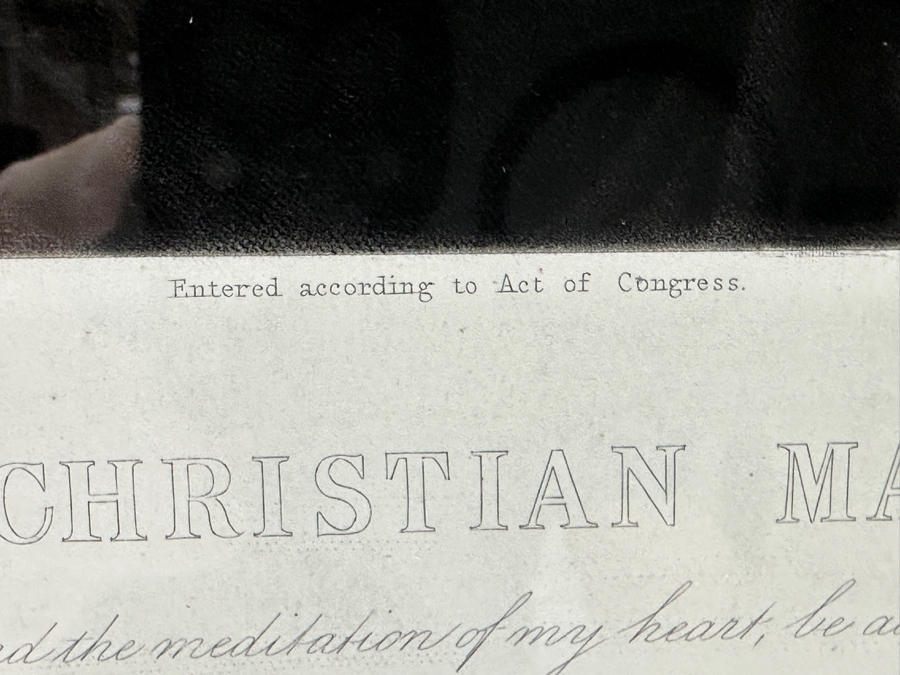 Entered according to Act of Congress.
CHRISTIAN MA
the meditation of my heart, be